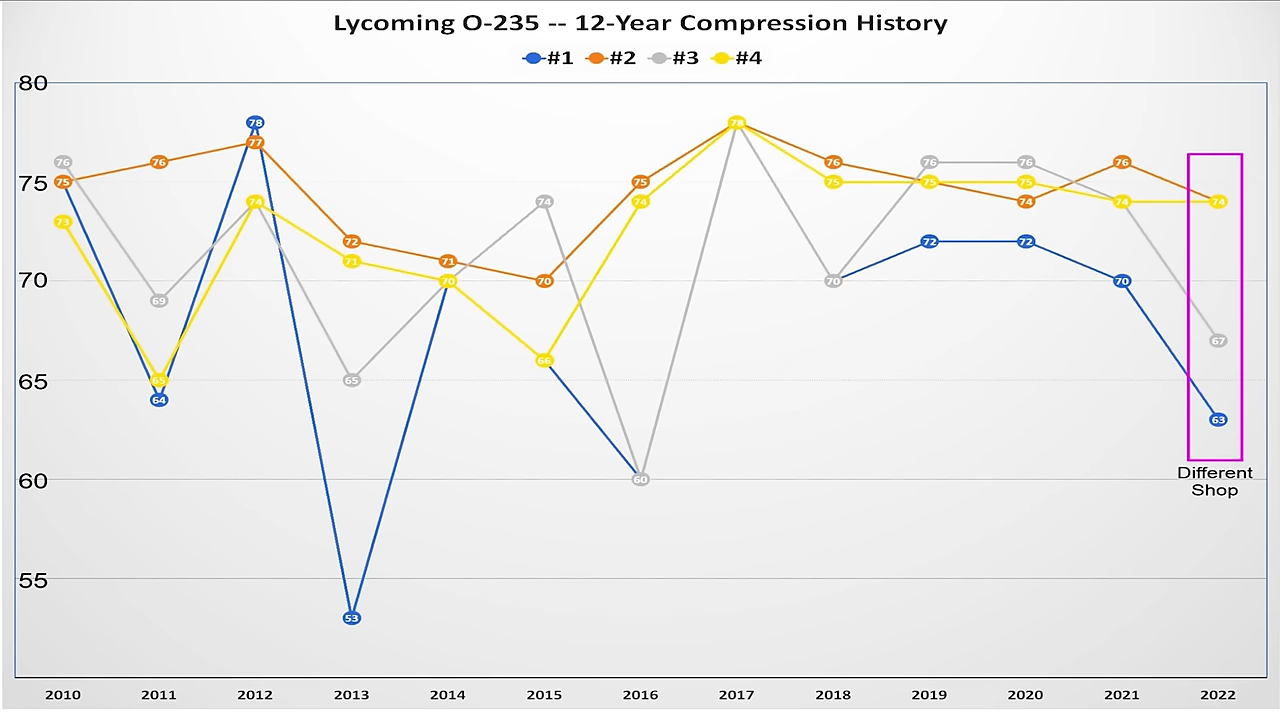 Lycoming O-235 -- 12-Year Compression History
#1 #2 #3 #4
80
78 78
77
76 76 76 76 76 76
75 75 75 75 75 75
74 74 74 74 74 74 74
73
72 72 72
71 71
70 70 70 70 70
69
67
66
65 65 65
64
63
60 60
Different
Shop
55
53
2010 2011 2012 2013 2014 2015 2016 2017 2018 2019 2020 2021 2022